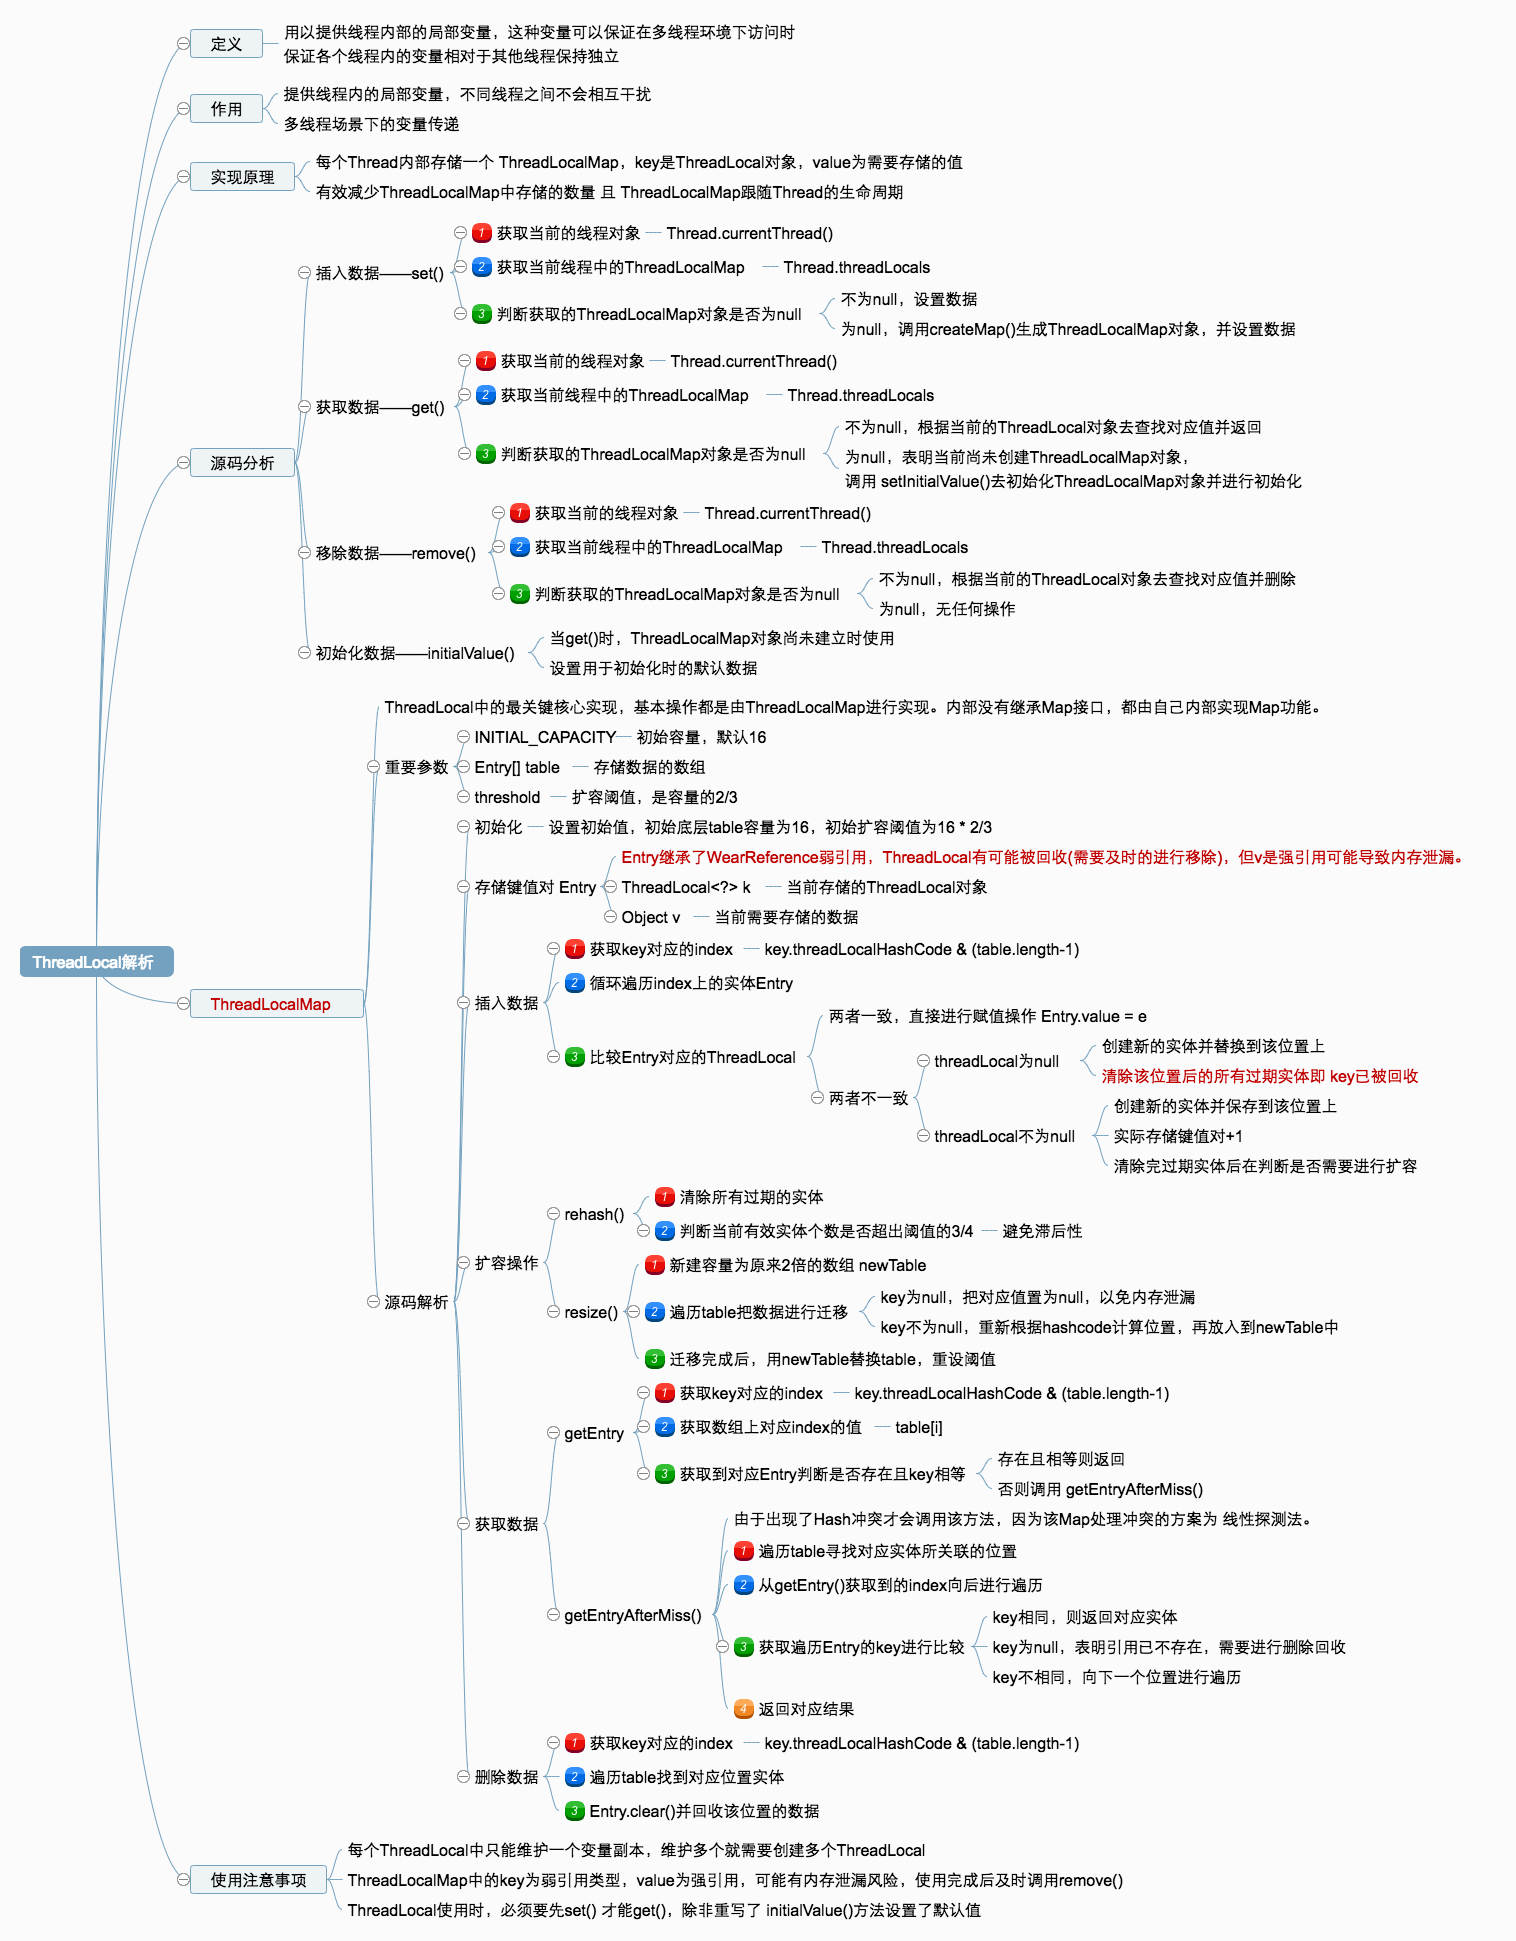 定义
用以提供线程内部的局部变量，这种变量可以保证在多线程环境下访问时
保证各个线程内的变量相对于其他线程保持独立
作用
提供线程内的局部变量，不同线程之间不会相互干扰
多线程场景下的变量传递
实现原理
每个Thread内部存储一个 ThreadLocalMap，key是ThreadLocal对象，value为需要存储的值
有效减少ThreadLocalMap中存储的数量 且 ThreadLocalMap跟随Thread的生命周期
源码分析
插入数据——set()
1 获取当前的线程对象 Thread.currentThread()
2 获取当前线程中的ThreadLocalMap Thread.threadLocals
3 判断获取的ThreadLocalMap对象是否为null
不为null，设置数据
为null，调用createMap()生成ThreadLocalMap对象，并设置数据
获取数据——get()
1 获取当前的线程对象 Thread.currentThread()
2 获取当前线程中的ThreadLocalMap Thread.threadLocals
3 判断获取的ThreadLocalMap对象是否为null
不为null，根据当前的ThreadLocal对象去查找对应值并返回
为null，表明当前尚未创建ThreadLocalMap对象，
调用 setInitialValue()去初始化ThreadLocalMap对象并进行初始化
移除数据——remove()
1 获取当前的线程对象 Thread.currentThread()
2 获取当前线程中的ThreadLocalMap Thread.threadLocals
3 判断获取的ThreadLocalMap对象是否为null
不为null，根据当前的ThreadLocal对象去查找对应值并删除
为null，无任何操作
初始化数据——initialValue()
当get()时，ThreadLocalMap对象尚未建立时使用
设置用于初始化时的默认数据
ThreadLocal解析
ThreadLocalMap
ThreadLocal中的最关键核心实现，基本操作都是由ThreadLocalMap进行实现。内部没有继承Map接口，都由自己内部实现Map功能。
重要参数
INITIAL_CAPACITY 初始容量，默认16
Entry[] table 存储数据的数组
threshold 扩容阈值，是容量的2/3
源码解析
初始化 设置初始值，初始底层table容量为16，初始扩容阈值为16 * 2/3
存储键值对 Entry
Entry继承了WearReference弱引用，ThreadLocal有可能被回收(需要及时的进行移除)，但v是强引用可能导致内存泄漏。
ThreadLocal<?> k 当前存储的ThreadLocal对象
Object v 当前需要存储的数据
插入数据
1 获取key对应的index key.threadLocalHashCode & (table.length-1)
2 循环遍历index上的实体Entry
3 比较Entry对应的ThreadLocal
两者一致，直接进行赋值操作 Entry.value = e
两者不一致
threadLocal为null
创建新的实体并替换到该位置上
清除该位置后的所有过期实体即 key已被回收
threadLocal不为null
创建新的实体并保存到该位置上
实际存储键值对+1
清除完过期实体后在判断是否需要进行扩容
扩容操作
rehash()
1 清除所有过期的实体
2 判断当前有效实体个数是否超出阈值的3/4 避免滞后性
resize()
1 新建容量为原来2倍的数组 newTable
2 遍历table把数据进行迁移
key为null，把对应值置为null，以免内存泄漏
key不为null，重新根据hashcode计算位置，再放入到newTable中
3 迁移完成后，用newTable替换table，重设阈值
获取数据
getEntry
1 获取key对应的index key.threadLocalHashCode & (table.length-1)
2 获取数组上对应index的值 table[i]
3 获取到对应Entry判断是否存在且key相等
存在且相等则返回
否则调用 getEntryAfterMiss()
getEntryAfterMiss()
由于出现了Hash冲突才会调用该方法，因为该Map处理冲突的方案为 线性探测法。
1 遍历table寻找对应实体所关联的位置
2 从getEntry()获取到的index向后进行遍历
3 获取遍历Entry的key进行比较
key相同，则返回对应实体
key为null，表明引用已不存在，需要进行删除回收
key不相同，向下一个位置进行遍历
4 返回对应结果
删除数据
1 获取key对应的index key.threadLocalHashCode & (table.length-1)
2 遍历table找到对应位置实体
3 Entry.clear()并回收该位置的数据
使用注意事项
每个ThreadLocal中只能维护一个变量副本，维护多个就需要创建多个ThreadLocal
ThreadLocalMap中的key为弱引用类型，value为强引用，可能有内存泄漏风险，使用完成后及时调用remove()
ThreadLocal使用时，必须要先set() 才能get()，除非重写了 initialValue()方法设置了默认值